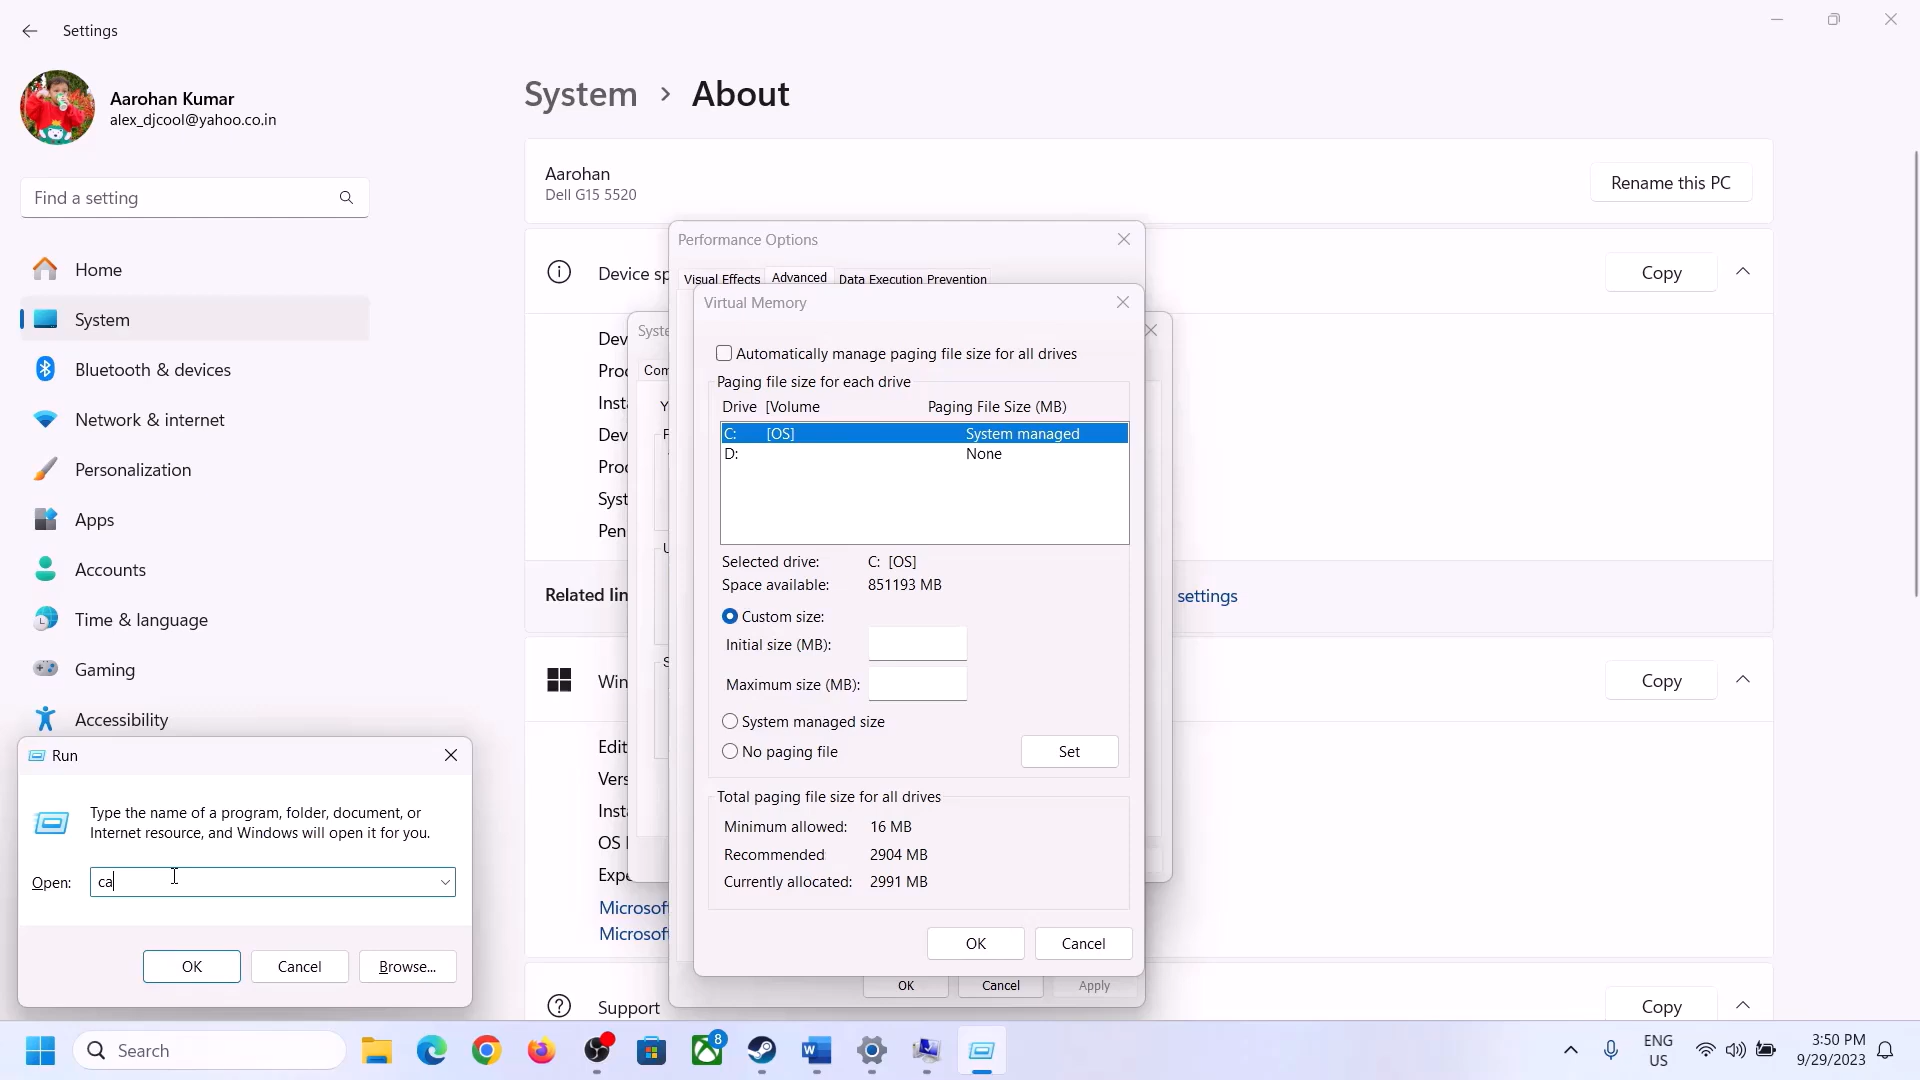 Settings
Aarohan Kumar
alex_djcool@yahoo.co.in
Find a setting
Home
System
Bluetooth & devices
Network & internet
Personalization
Apps
Accounts
Time & language
Gaming
Accessibility
System > About
Aarohan
Dell G15 5520
Rename this PC
Device sp
Copy
Dev
Proc
Inst
Dev
Proc
Syst
Pen
Related lin
settings
Win
Copy
Edit
Vers
Inst
OS
Expe
Microsof
Microsof
Support
Copy
Syste
Com
Performance Options
Visual Effects Advanced Data Execution Prevention
OK Cancel Apply
Virtual Memory
Automatically manage paging file size for all drives
Paging file size for each drive
Drive [Volume Paging File Size (MB)
C: [OS] System managed
D: None
Selected drive: C: [OS]
Space available: 851193 MB
Custom size:
Initial size (MB):
Maximum size (MB):
System managed size
No paging file
Set
Total paging file size for all drives
Minimum allowed: 16 MB
Recommended 2904 MB
Currently allocated: 2991 MB
OK Cancel
Run
Type the name of a program, folder, document, or
Internet resource, and Windows will open it for you.
Open: ca
OK Cancel Browse...
Search
8
ENG
US
3:50 PM
9/29/2023